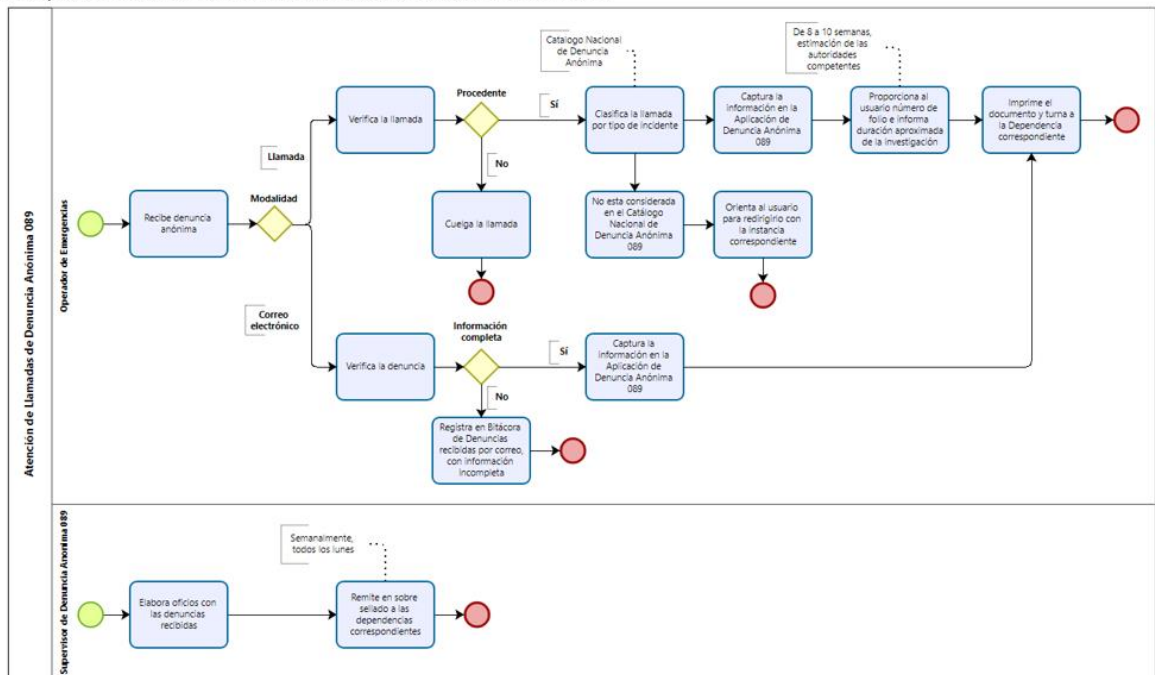 Atención de Llamadas de Denuncia Anónima 089
Operador de Emergencias
Recibe denuncia
anónima
Modalidad
Llamada
Verifica la llamada
Procedente
Sí
No
Cuelga la llamada
Catalogo Nacional
de Denuncia
Anónima
Clasifica la llamada
por tipo de incidente
No esta considerada
en el Catálogo
Nacional de
Denuncia Anónima
089
Captura la
información en la
Aplicación de
Denuncia Anónima
089
Orienta al usuario
para redirigirlo con
la instancia
correspondiente
De 8 a 10 semanas,
estimación de las
autoridades
competentes
Proporciona al
usuario número de
folio e informa
duración aproximada
de la investigación
Imprime el
documento y turna a
la Dependencia
correspondiente
Correo
electrónico
Verifica la denuncia
Información
completa
Sí
No
Captura la
información en la
Aplicación de
Denuncia Anónima
089
Registra en Bitácora
de Denuncias
recibidas por correo,
con información
incompleta
Supervisor de Denuncia Anonima 089
Elabora oficios con
las denuncias
recibidas
Semanalmente,
todos los lunes
Remite en sobre
sellado a las
dependencias
correspondientes